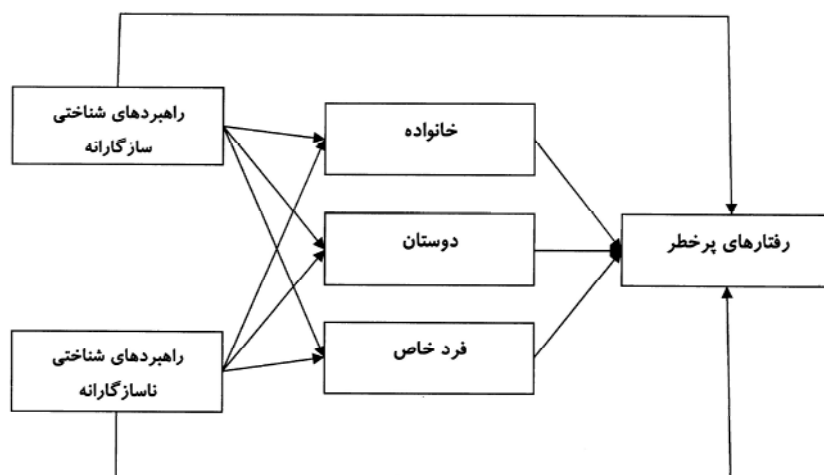 راهبردهای شناختی
سازگارانه
خانواده
دوستان
رفتارهای پرخطر
راهبردهای شناختی
ناسازگارانه
فرد خاص